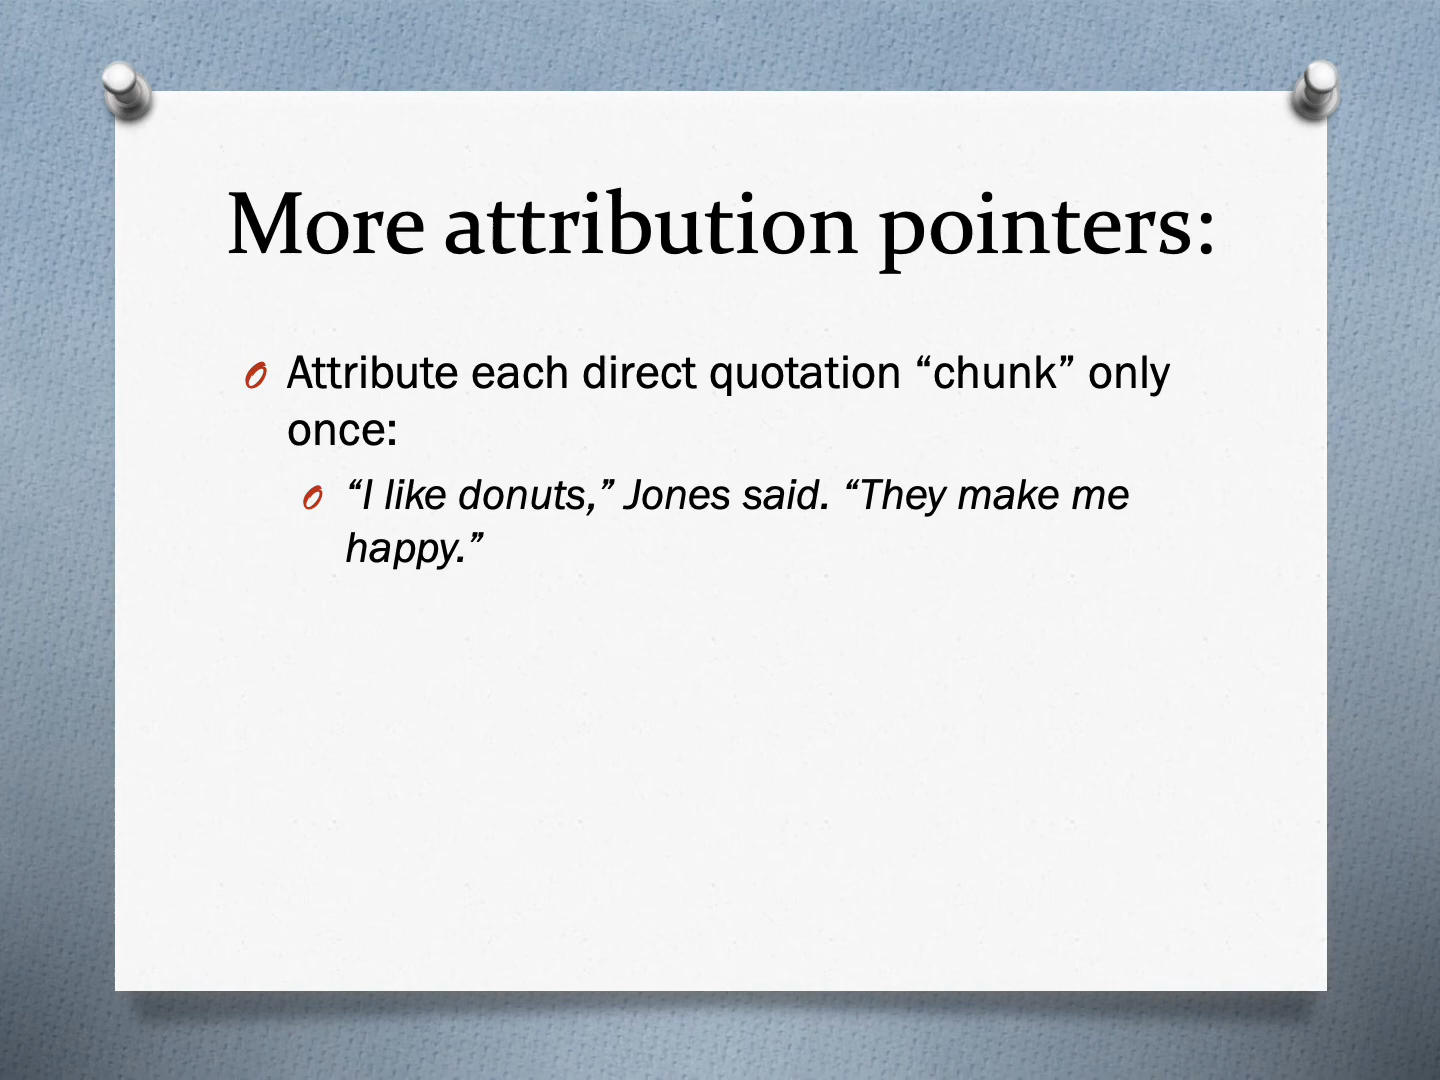 More attribution pointers:
Attribute each direct quotation “chunk” only
once:
“I like donuts,” Jones said. “They make me
happy.”